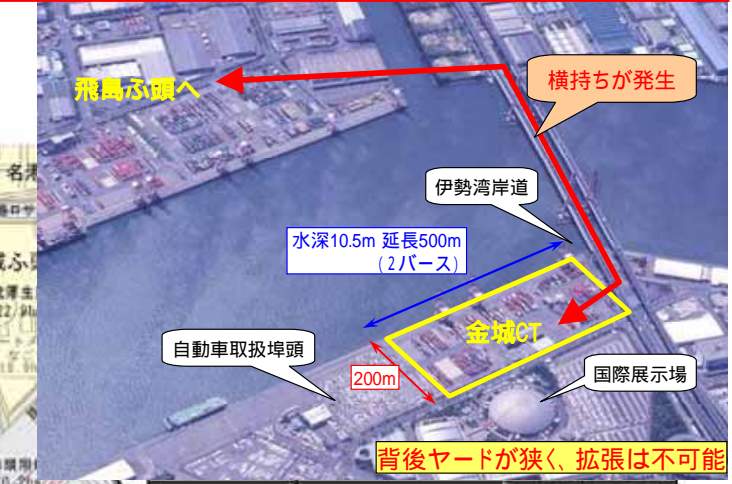 飛島ふ頭へ
横持ちが発生
伊勢湾岸道
水深10.5m 延長500m
(2バース)
金城CT
自動車取扱埠頭
200m
国際展示場
背後ヤードが狭く、拡張は不可能